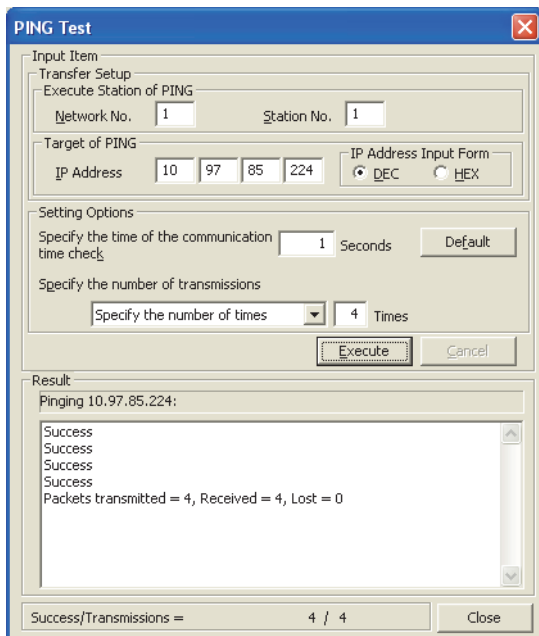 PING Test
Input Item
Transfer Setup
Execute Station of PING
Network No. 1 Station No. 1
Target of PING
IP Address 10 97 85 224
IP Address Input Form
DEC HEX
Setting Options
Specify the time of the communication
time check 1 Seconds Default
Specify the number of transmissions
Specify the number of times 4 Times
Execute Cancel
Result
Pinging 10.97.85.224:
Success
Success
Success
Success
Packets transmitted = 4, Received = 4, Lost = 0
Success/Transmissions = 4 / 4 Close